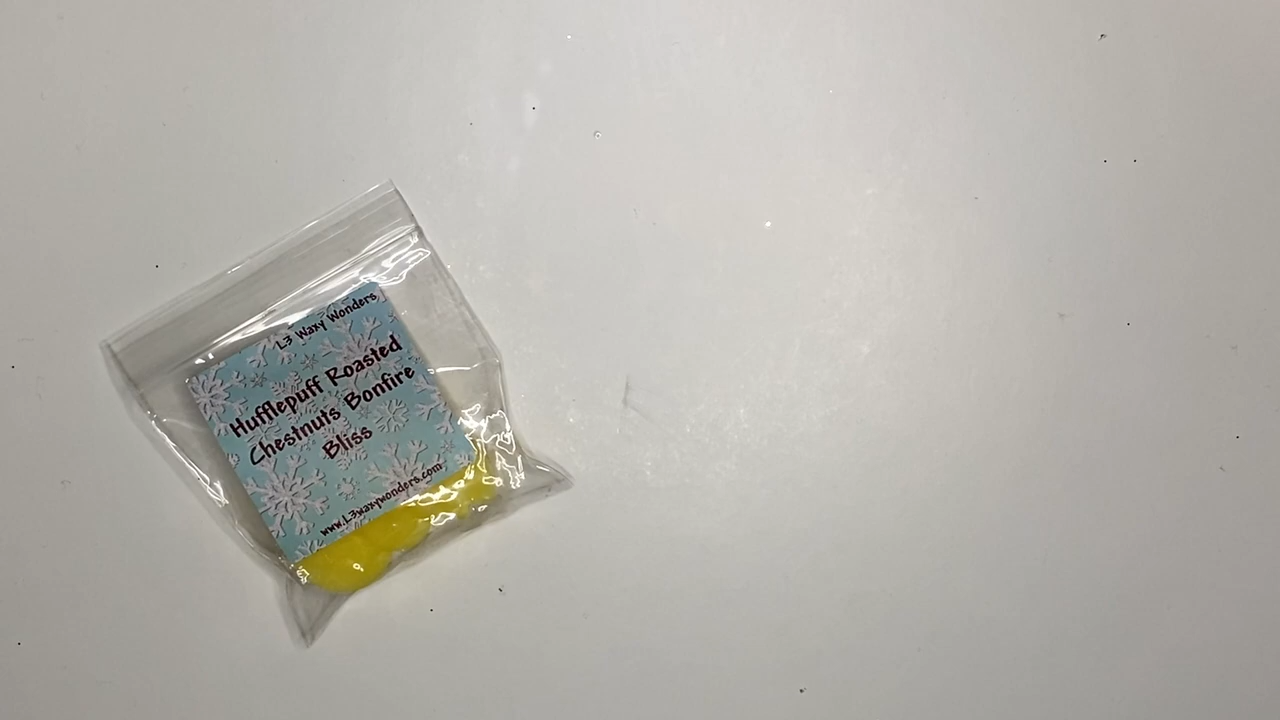 L3 Waxy Wonders
Hufflepuff Roasted
Chestnuts Bonfire
Bliss
www.L3waxywonders.com